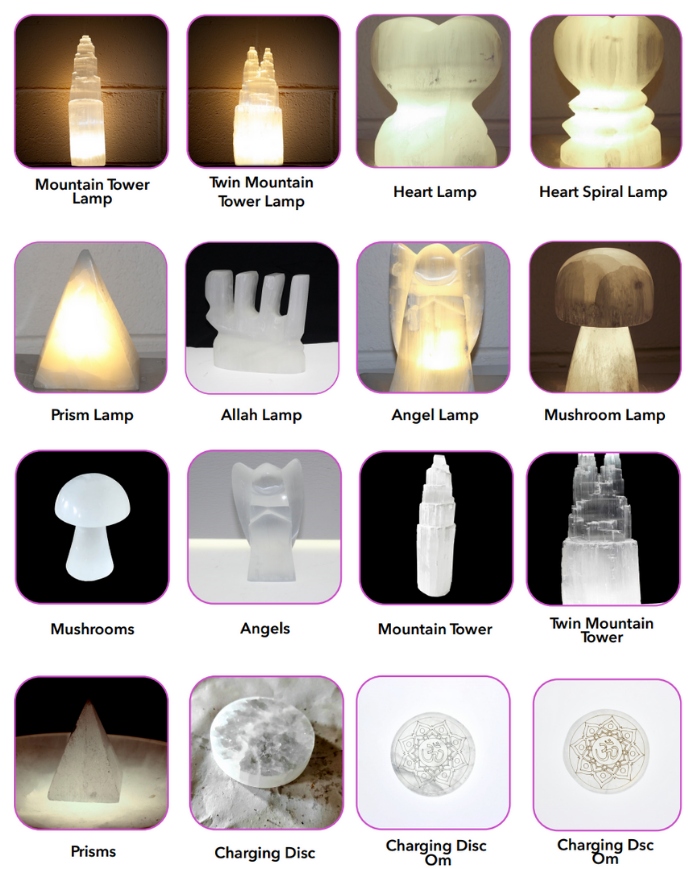 Mountain Tower
Lamp
Twin Mountain
Tower Lamp
Heart Lamp
Heart Spiral Lamp
Prism Lamp
Allah Lamp
Angel Lamp
Mushroom Lamp
Mushrooms
Angels
Mountain Tower
Twin Mountain
Tower
Prisms
Charging Disc
Charging Disc
Om
Charging Dsc
Om